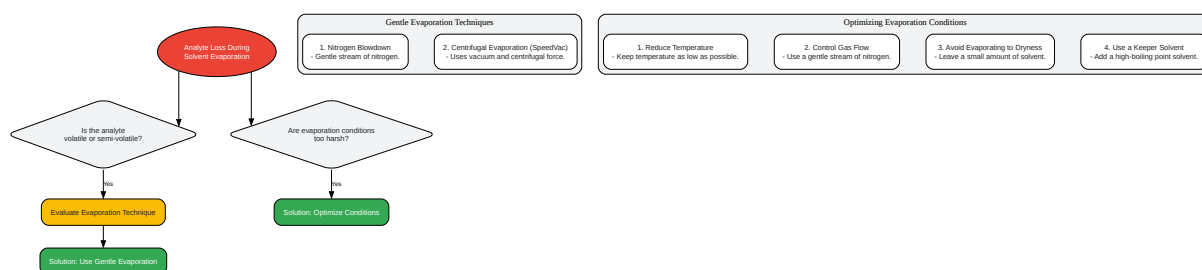 Analyte Loss During
Solvent Evaporation
Gentle Evaporation Techniques
1. Nitrogen Blowdown
- Gentle stream of nitrogen.
2. Centrifugal Evaporation (SpeedVac)
- Uses vacuum and centrifugal force.
Optimizing Evaporation Conditions
1. Reduce Temperature
- Keep temperature as low as possible.
2. Control Gas Flow
- Use a gentle stream of nitrogen.
3. Avoid Evaporating to Dryness
- Leave a small amount of solvent.
4. Use a Keeper Solvent
- Add a high-boiling point solvent.
Is the analyte
volatile or semi-volatile?
Are evaporation conditions
too harsh?
Yes
Yes
Evaluate Evaporation Technique
Solution: Optimize Conditions
Solution: Use Gentle Evaporation